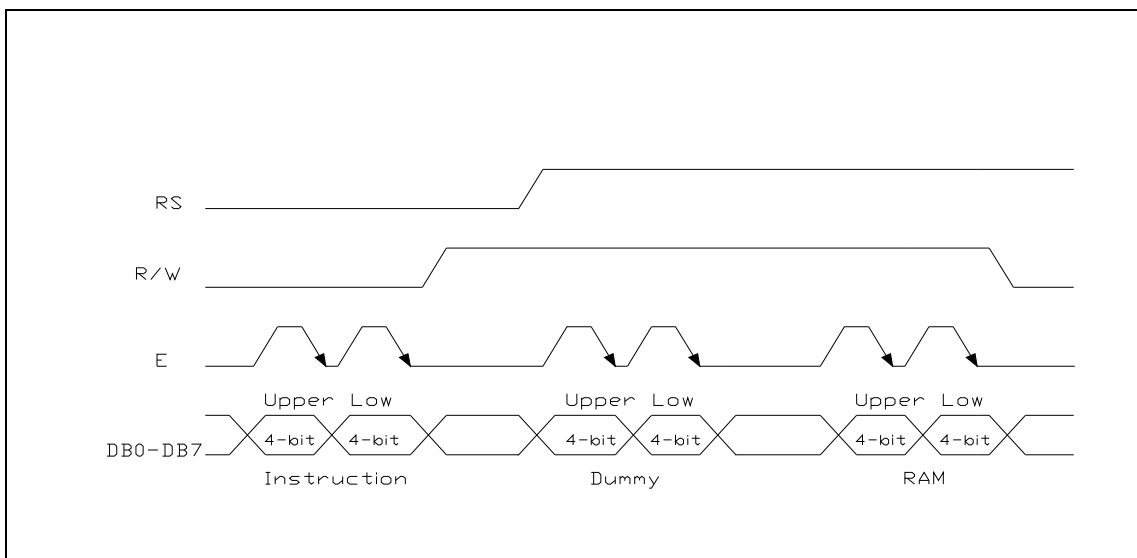 RS
R/W
E
Upper Low Upper Low Upper Low
DB0-DB7 4-bit 4-bit 4-bit 4-bit 4-bit 4-bit
Instruction Dummy RAM